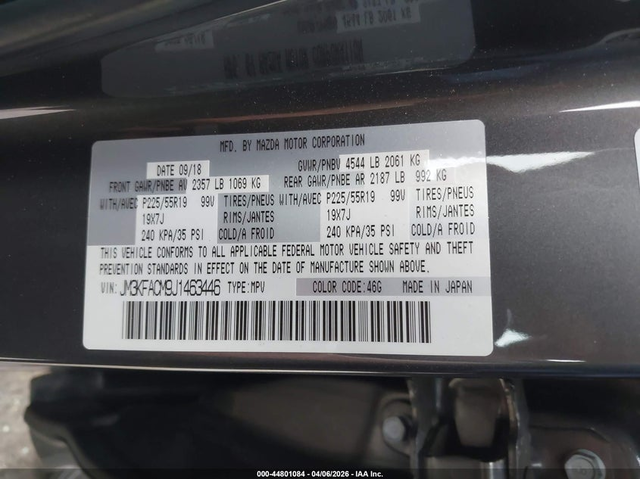 MFD. BY MAZDA MOTOR CORPORATION
DATE 09/18 GVWR/PNBV 4544 LB 2061 KG
FRONT GAWR/PNBE AV 2357 LB 1069 KG REAR GAWR/PNBE AR 2187 LB 992 KG
WITH/AVEC P225/55R19 99V TIRES/PNEUS WITH/AVEC P225/55R19 99V TIRES/PNEUS
19X7J RIMS/JANTES 19X7J RIMS/JANTES
240 KPA/35 PSI COLD/A FROID 240 KPA/35 PSI COLD/A FROID
THIS VEHICLE CONFORMS TO ALL APPLICABLE FEDERAL MOTOR VEHICLE SAFETY AND THEFT
PREVENTION STANDARDS IN EFFECT ON THE DATE OF MANUFACTURE SHOWN ABOVE.
VIN: JM3KFACM9J1463446 TYPE: MPV COLOR CODE: 46G MADE IN JAPAN
000-44801084 - 04/06/2026 - IAA Inc.